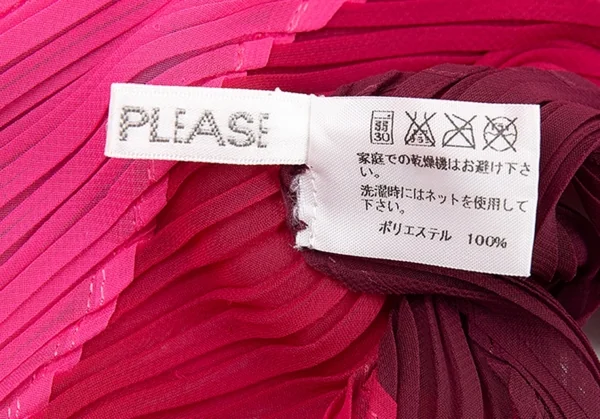 PLEASE
30
家庭での乾燥機はお避け下さ
い。
洗濯時にはネットを使用して
下さい。
ポリエステル 100%